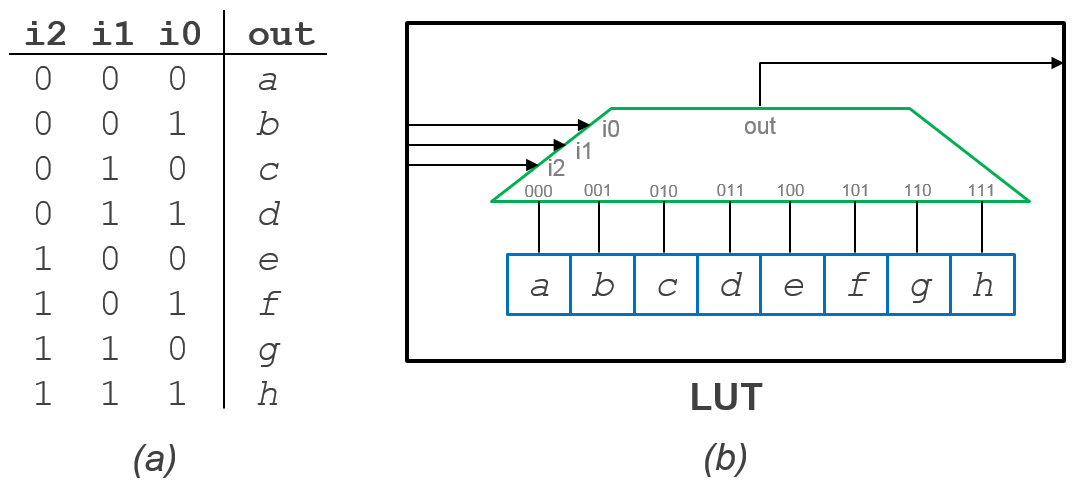 i2 i1 i0 out
0 0 0 a
0 0 1 b
0 1 0 c
0 1 1 d
1 0 0 e
1 0 1 f
1 1 0 g
1 1 1 h
(a)
i0 out
i1
i2
000 001 010 011 100 101 110 111
a b c d e f g h
LUT
(b)